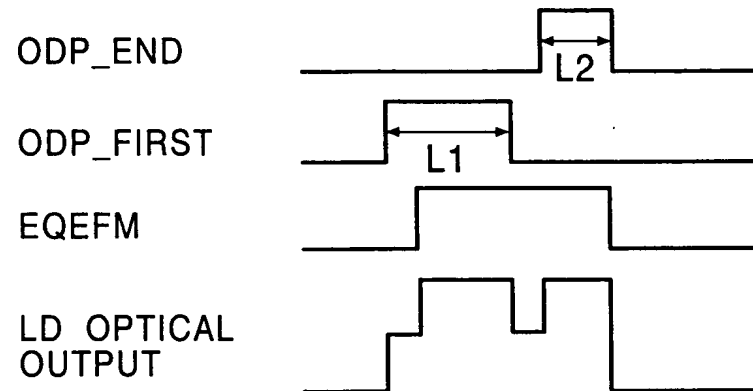 ODP_END
L2
ODP_FIRST
L1
EQEFM
LD OPTICAL
OUTPUT